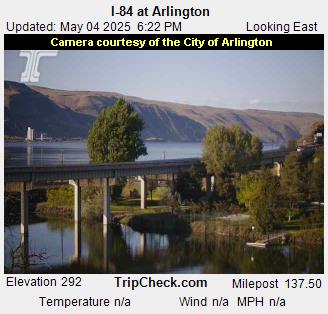 I-84 at Arlington
Updated: May 04 2025 6:22 PM Looking East
Camera courtesy of the City of Arlington
Elevation 292 TripCheck.com Milepost 137.50
Temperature n/a Wind n/a MPH n/a